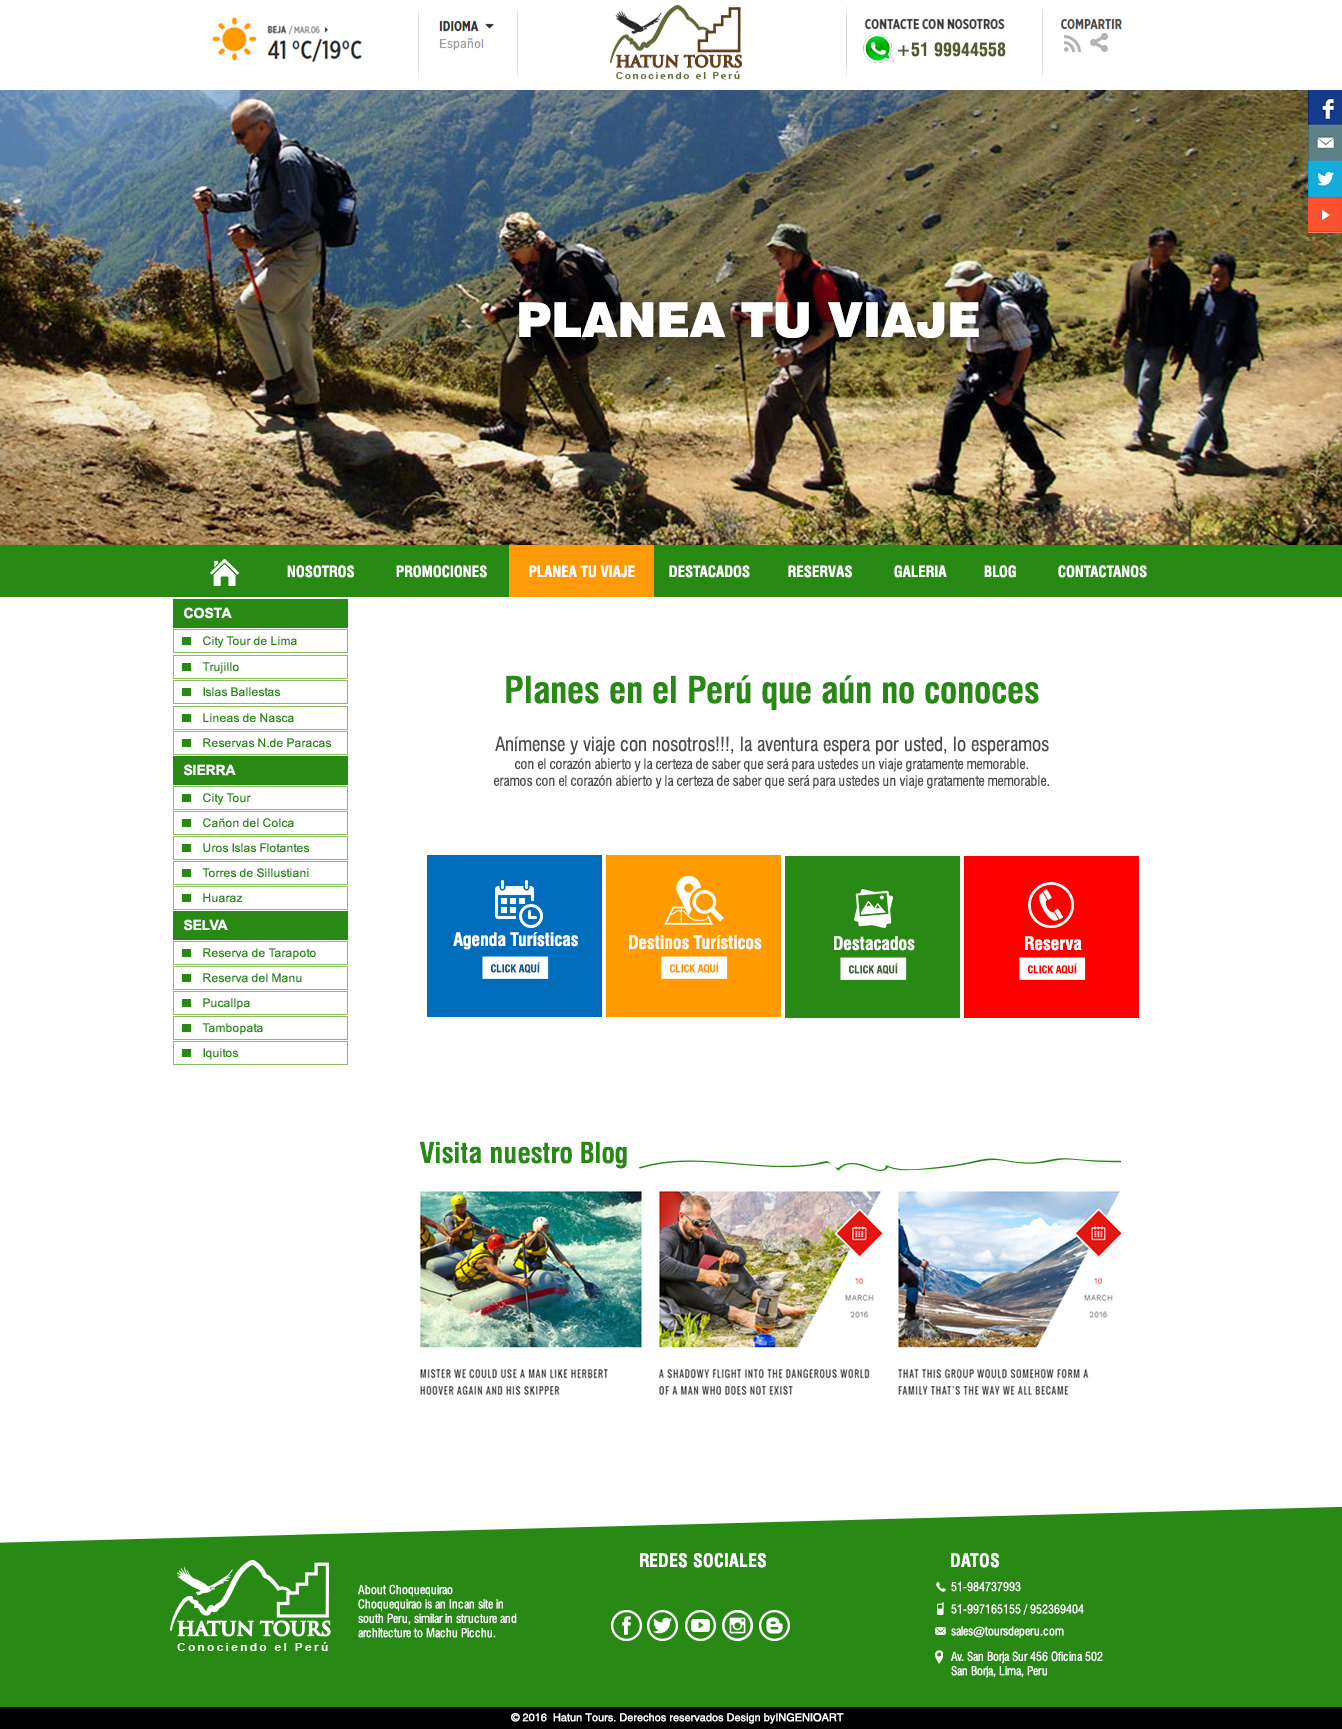 BEJA / MAR.06
41 ºC/19ºC
IDIOMA
Español
HATUN TOURS
Conociendo el Perú
CONTACTE CON NOSOTROS
+51 99944558
COMPARTIR
PLANEA TU VIAJE
NOSOTROS PROMOCIONES PLANEA TU VIAJE DESTACADOS RESERVAS GALERIA BLOG CONTACTANOS
COSTA
City Tour de Lima
Trujillo
Islas Ballestas
Lineas de Nasca
Reservas N.de Paracas
SIERRA
City Tour
Cañon del Colca
Uros Islas Flotantes
Torres de Sillustiani
Huaraz
SELVA
Reserva de Tarapoto
Reserva del Manu
Pucallpa
Tambopata
Iquitos
Planes en el Perú que aún no conoces
Anímense y viaje con nosotros!!!, la aventura espera por usted, lo esperamos
con el corazón abierto y la certeza de saber que será para ustedes un viaje gratamente memorable.
eramos con el corazón abierto y la certeza de saber que será para ustedes un viaje gratamente memorable.
Agenda Turísticas
CLICK AQUÍ
Destinos Turísticos
CLICK AQUÍ
Destacados
CLICK AQUÍ
Reserva
CLICK AQUÍ
Visita nuestro Blog
10
MARCH
2016
10
MARCH
2016
MISTER WE COULD USE A MAN LIKE HERBERT
HOOVER AGAIN AND HIS SKIPPER
A SHADOWY FLIGHT INTO THE DANGEROUS WORLD
OF A MAN WHO DOES NOT EXIST
THAT THIS GROUP WOULD SOMEHOW FORM A
FAMILY THAT'S THE WAY WE ALL BECAME
HATUN TOURS
Conociendo el Perú
About Choquequirao
Choquequirao is an Incan site in
south Peru, similar in structure and
architecture to Machu Picchu.
REDES SOCIALES
DATOS
51-984737993
51-997165155 / 952369404
sales@toursdeperu.com
Av. San Borja Sur 456 Oficina 502
San Borja, Lima, Peru
© 2016 Hatun Tours. Derechos reservados Design byINGENIOART